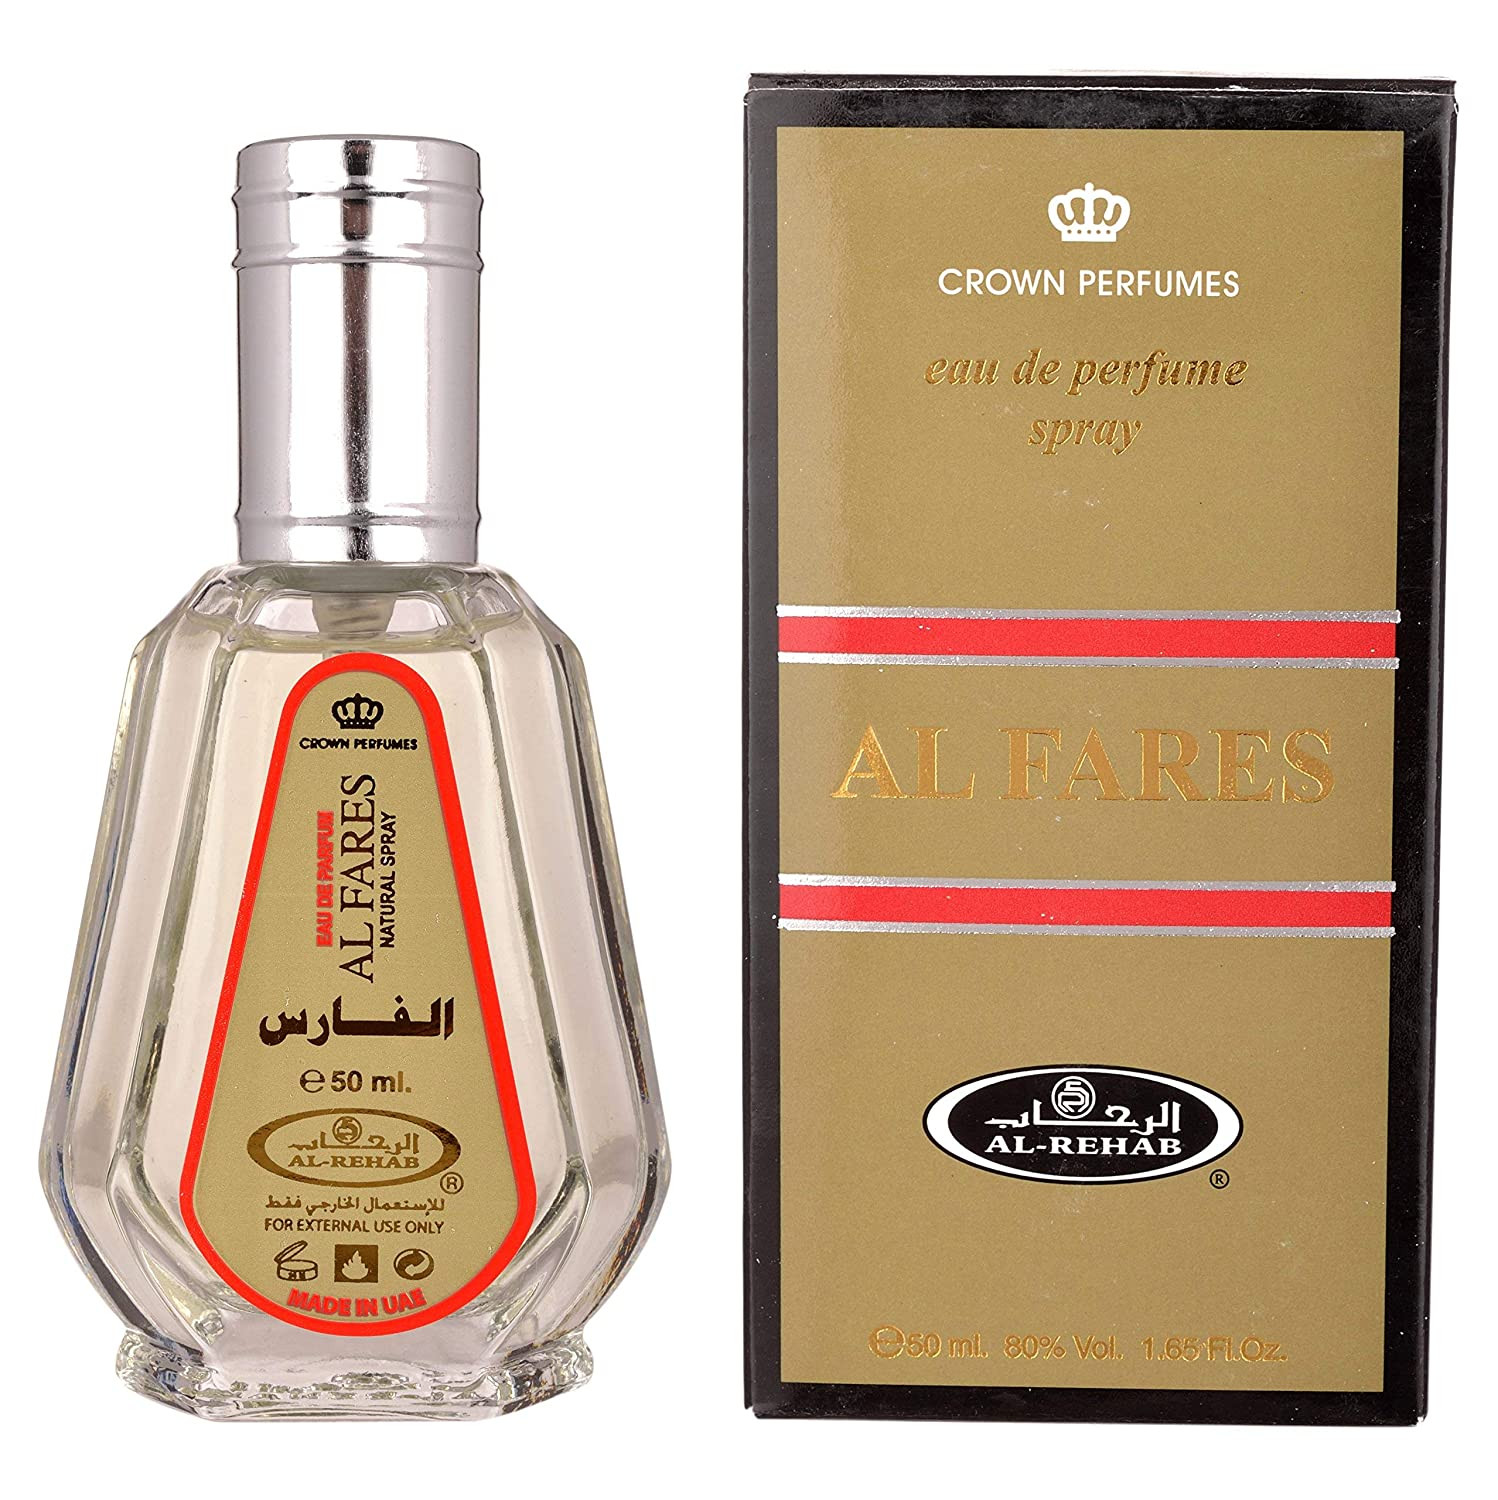 CROWN PERFUMES
EAU DE PARFUM
AL FARES
NATURAL SPRAY
الفارس
e 50 ml.
الرحاب
AL-REHAB
®
للإستعمال الخارجي فقط
FOR EXTERNAL USE ONLY
MADE IN UAE
CROWN PERFUMES
eau de perfume
spray
AL FARES
الرحاب
AL-REHAB
®
e50 ml. 80% Vol. 1.65 Fl.Oz.